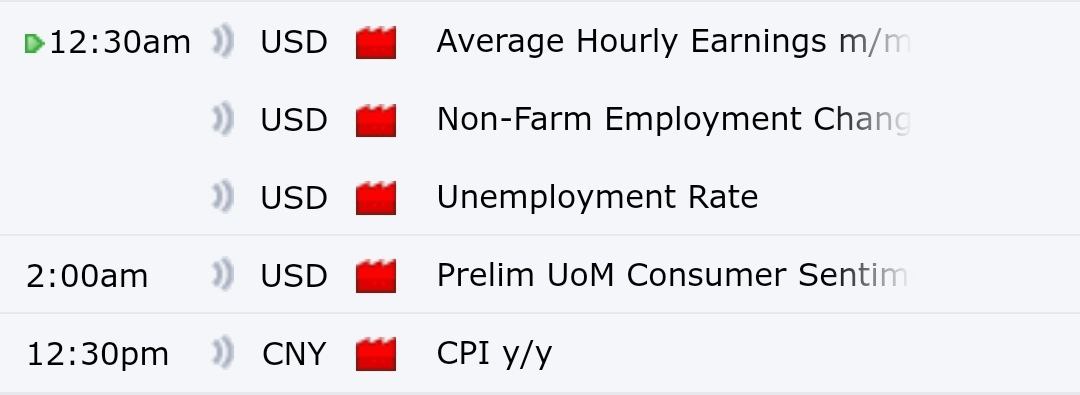 12:30am USD Average Hourly Earnings m/m
USD Non-Farm Employment Chang
USD Unemployment Rate
2:00am USD Prelim UoM Consumer Sentim
12:30pm CNY CPI y/y